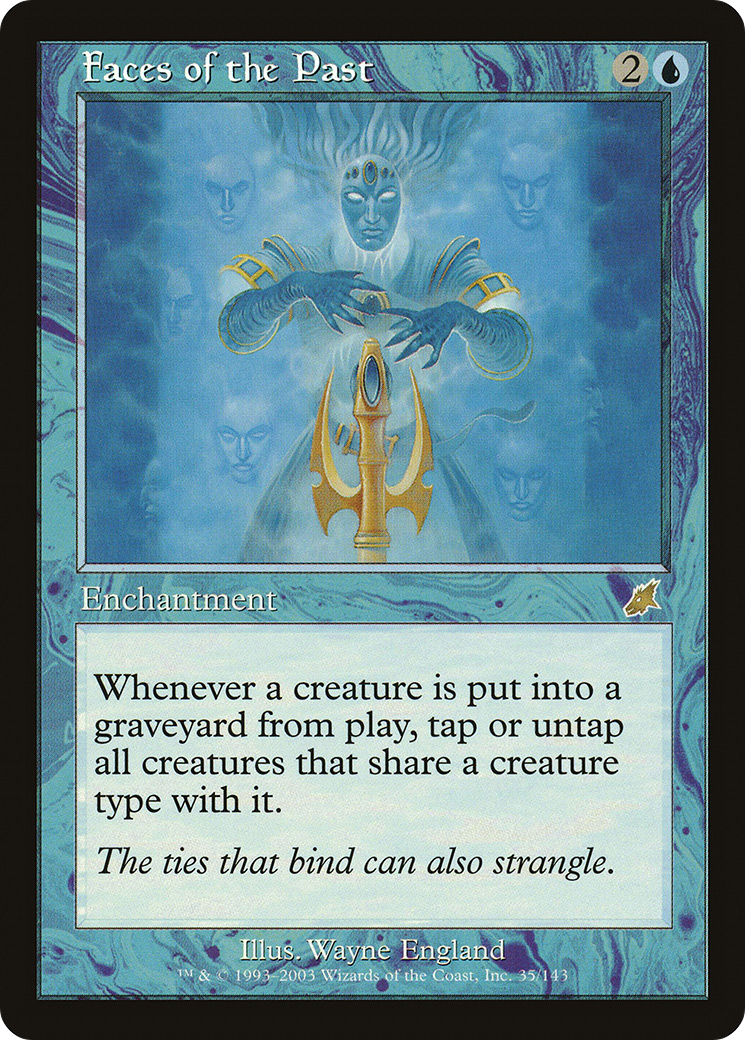 Faces of the Past
2
Enchantment
Whenever a creature is put into a
graveyard from play, tap or untap
all creatures that share a creature
type with it.
The ties that bind can also strangle.
Illus. Wayne England
™ & © 1993–2003 Wizards of the Coast, Inc. 35/143